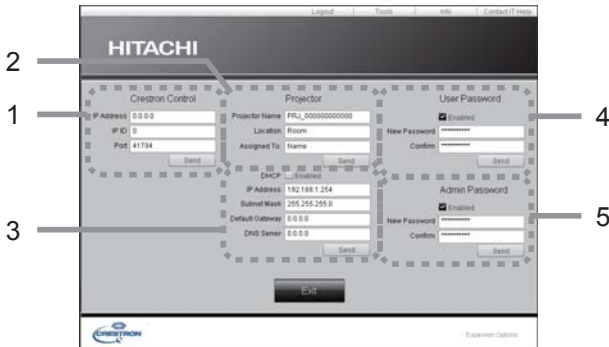 Logout Tools Info Contact IT Help
HITACHI
2
1
Crestron Control
IP Address 0.0.0.0
IP ID 0
Port 41794
Send
Projector
Projector Name PRJ_000000000000
Location Room
Assigned To: Name
Send
DHCP Enabled
IP Address 192.168.1.254
Subnet Mask 255.255.255.0
Default Gateway 0.0.0.0
DNS Server 0.0.0.0
Send
3
User Password
Enabled
New Password ***********
Confirm ***********
Send
4
Admin Password
Enabled
New Password ***********
Confirm ***********
Send
5
Exit
CRESTRON
Expansion Options